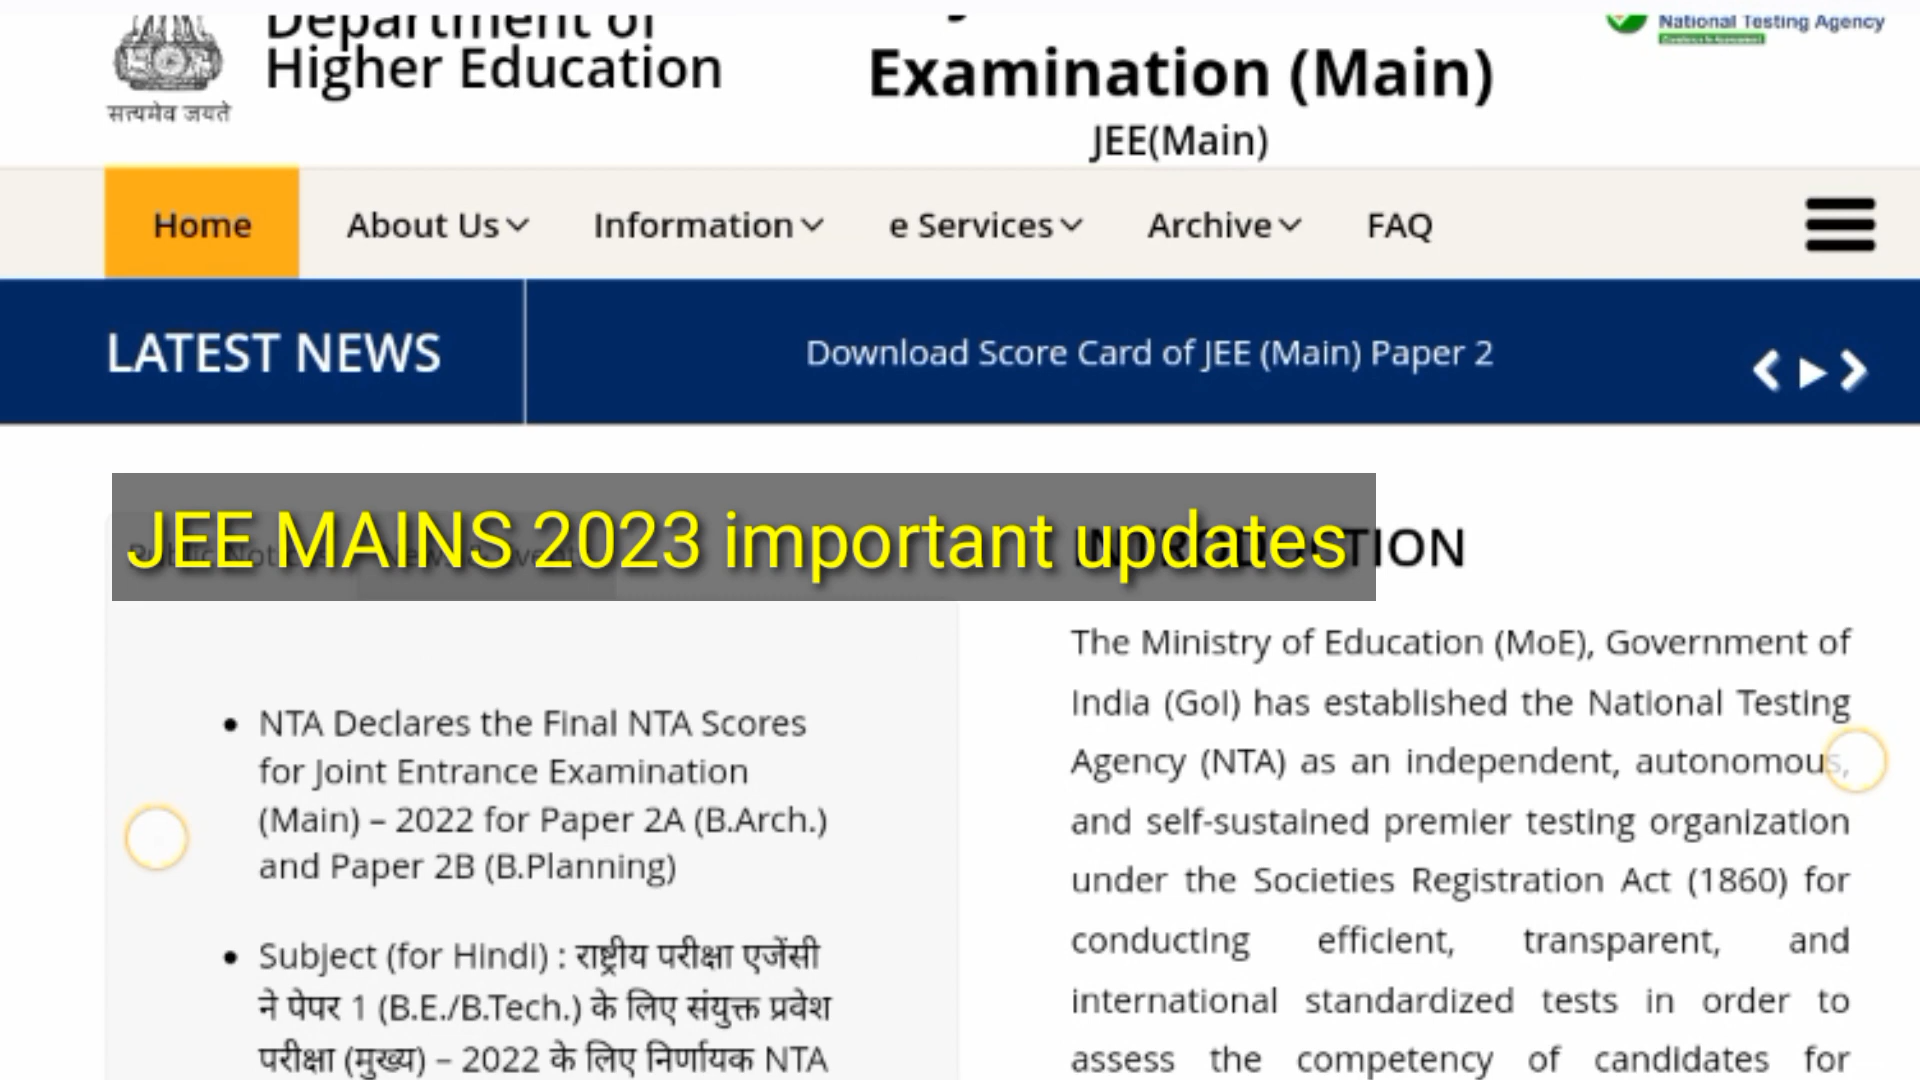 Department of
Higher Education
सत्यमेव जयते
Examination (Main)
JEE(Main)
National Testing Agency
Home
About Us
Information
e Services
Archive
FAQ
LATEST NEWS
Download Score Card of JEE (Main) Paper 2
JEE MAINS 2023 important updates
NTA Declares the Final NTA Scores
for Joint Entrance Examination
(Main) – 2022 for Paper 2A (B.Arch.)
and Paper 2B (B.Planning)
Subject (for Hindi) : राष्ट्रीय परीक्षा एजेंसी
ने पेपर 1 (B.E./B.Tech.) के लिए संयुक्त प्रवेश
परीक्षा (मुख्य) – 2022 के लिए निर्णायक NTA
The Ministry of Education (MoE), Government of
India (GoI) has established the National Testing
Agency (NTA) as an independent, autonomous,
and self-sustained premier testing organization
under the Societies Registration Act (1860) for
conducting efficient, transparent, and
international standardized tests in order to
assess the competency of candidates for